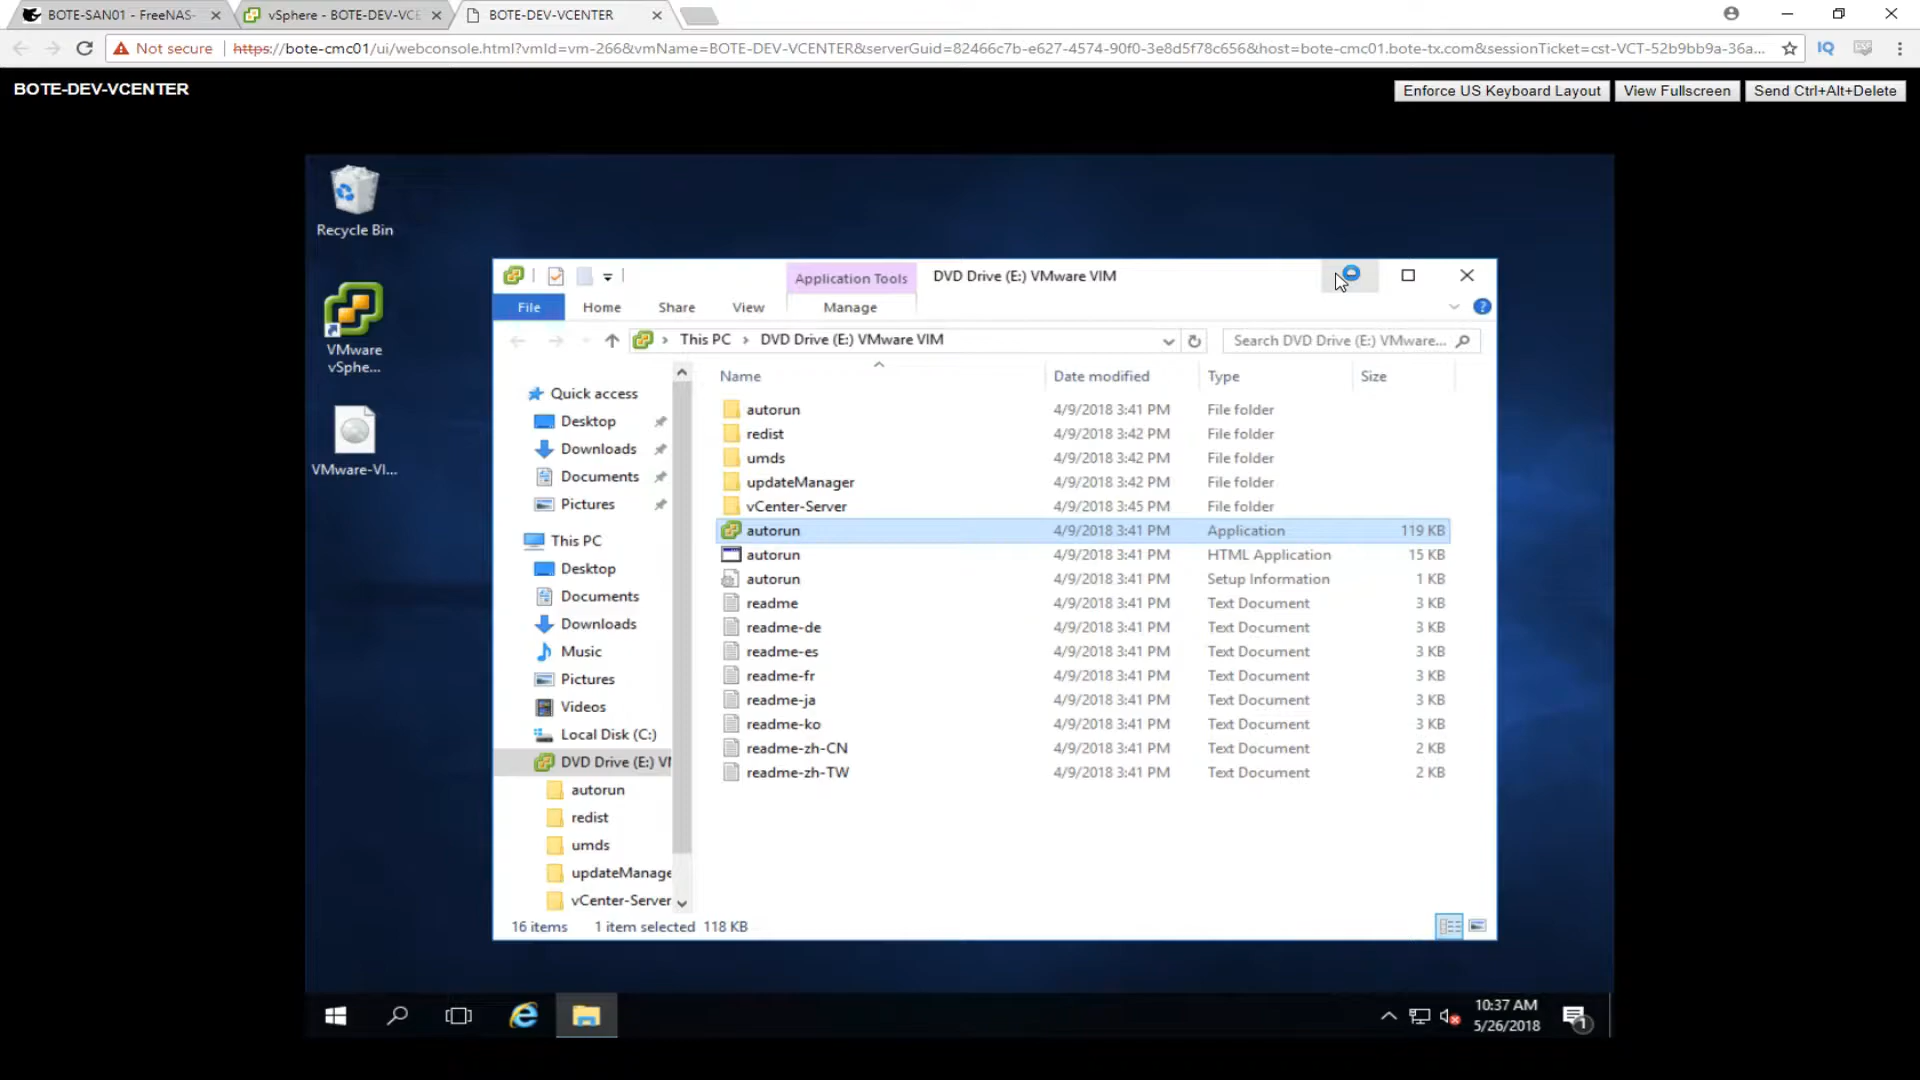 BOTE-SAN01 - FreeNAS-
vSphere - BOTE-DEV-VCE
BOTE-DEV-VCENTER
Not secure https://bote-cmc01/ui/webconsole.html?vmId=vm-266&vmName=BOTE-DEV-VCENTER&serverGuid=82466c7b-e627-4574-90f0-3e8d5f78c656&host=bote-cmc01.bote-tx.com&sessionTicket=cst-VCT-52b9bb9a-36a...
IQ
BOTE-DEV-VCENTER
Enforce US Keyboard Layout View Fullscreen Send Ctrl+Alt+Delete
Recycle Bin
VMware
vSphe...
VMware-VI...
Application Tools DVD Drive (E:) VMware VIM
File Home Share View Manage
This PC DVD Drive (E:) VMware VIM Search DVD Drive (E:) VMware...
Name Date modified Type Size
Quick access
Desktop
Downloads
Documents
Pictures
This PC
Desktop
Documents
Downloads
Music
Pictures
Videos
Local Disk (C:)
DVD Drive (E:) VM
autorun
redist
umds
updateManage
vCenter-Server
autorun 4/9/2018 3:41 PM File folder
redist 4/9/2018 3:42 PM File folder
umds 4/9/2018 3:42 PM File folder
updateManager 4/9/2018 3:42 PM File folder
vCenter-Server 4/9/2018 3:45 PM File folder
autorun 4/9/2018 3:41 PM Application 119 KB
autorun 4/9/2018 3:41 PM HTML Application 15 KB
autorun 4/9/2018 3:41 PM Setup Information 1 KB
readme 4/9/2018 3:41 PM Text Document 3 KB
readme-de 4/9/2018 3:41 PM Text Document 3 KB
readme-es 4/9/2018 3:41 PM Text Document 3 KB
readme-fr 4/9/2018 3:41 PM Text Document 3 KB
readme-ja 4/9/2018 3:41 PM Text Document 3 KB
readme-ko 4/9/2018 3:41 PM Text Document 3 KB
readme-zh-CN 4/9/2018 3:41 PM Text Document 2 KB
readme-zh-TW 4/9/2018 3:41 PM Text Document 2 KB
16 items 1 item selected 118 KB
10:37 AM
5/26/2018
1